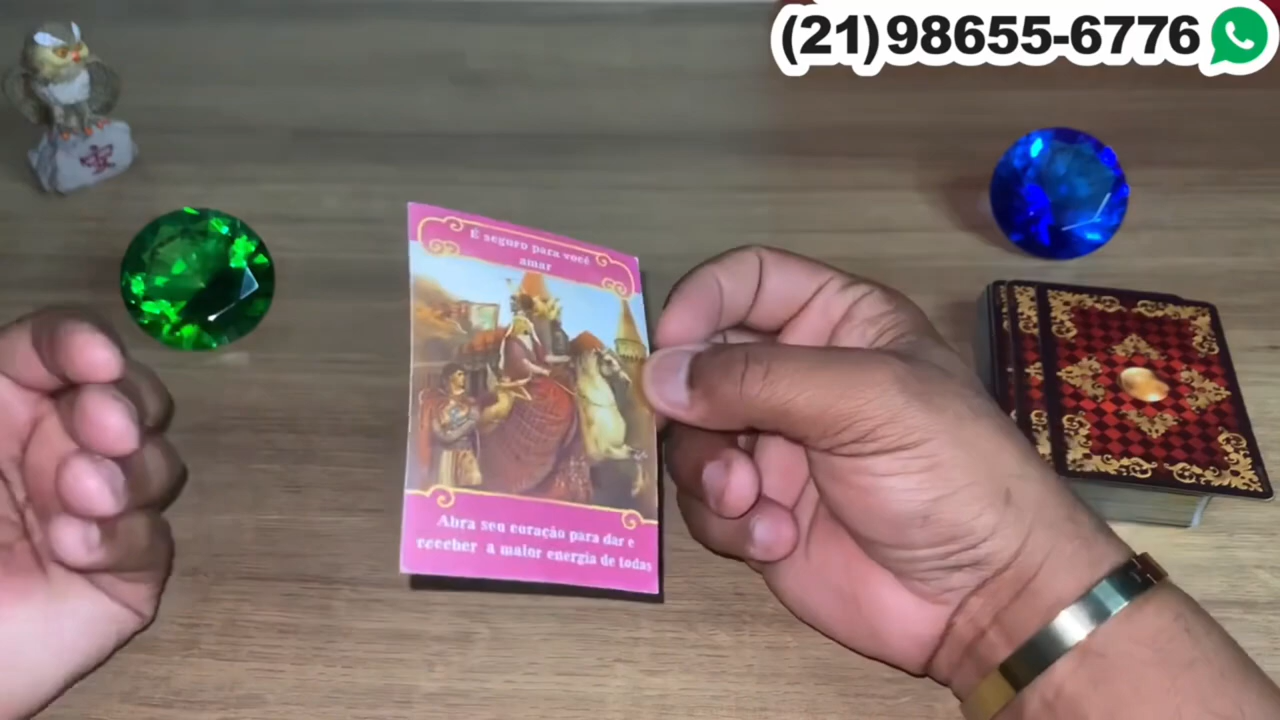 (21)98655-6776
É seguro para você
amar
Abra seu coração para dar e
receber a maior energia de todas